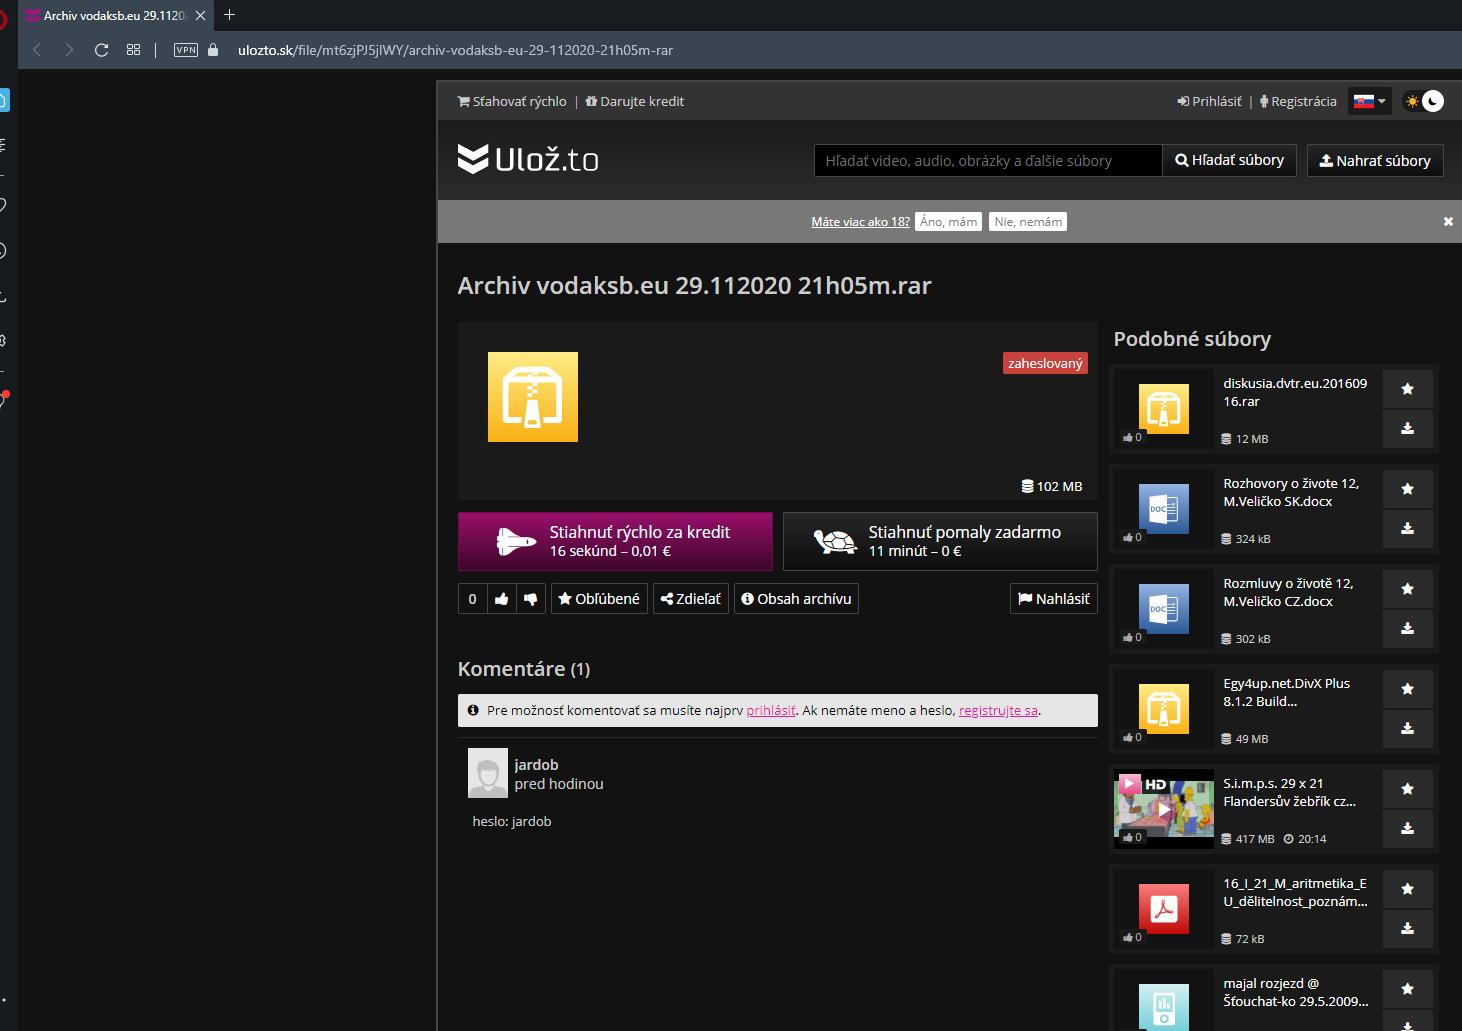 Archiv vodaksb.eu 29.1120
VPN
ulozto.sk/file/mt6zjPJ5jlWY/archiv-vodaksb-eu-29-112020-21h05m-rar
Sťahovať rýchlo | Darujte kredit
Prihlásiť | Registrácia
Ulož.to
Hľadať video, audio, obrázky a ďalšie súbory
Hľadať súbory
Nahrať súbory
Máte viac ako 18? Áno, mám Nie, nemám
Archiv vodaksb.eu 29.112020 21h05m.rar
zaheslovaný
102 MB
Stiahnuť rýchlo za kredit
16 sekúnd – 0,01 €
Stiahnuť pomaly zadarmo
11 minút – 0 €
0
Obľúbené
Zdieľať
Obsah archívu
Nahlásiť
Komentáre (1)
Pre možnosť komentovať sa musíte najprv prihlásiť. Ak nemáte meno a heslo, registrujte sa.
jardob
pred hodinou
heslo: jardob
Podobné súbory
diskusia.dvtr.eu.201609
16.rar
0
12 MB
Rozhovory o živote 12,
M.Veličko SK.docx
DOC
0
324 kB
Rozmluvy o životě 12,
M.Veličko CZ.docx
DOC
0
302 kB
Egy4up.net.DivX Plus
8.1.2 Build...
0
49 MB
HD
S.i.m.p.s. 29 x 21
Flandersův žebřík cz...
0
417 MB 20:14
16_I_21_M_aritmetika_E
U_dělitelnost_poznám...
0
72 kB
majal rozjezd @
Šťouchat-ko 29.5.2009...